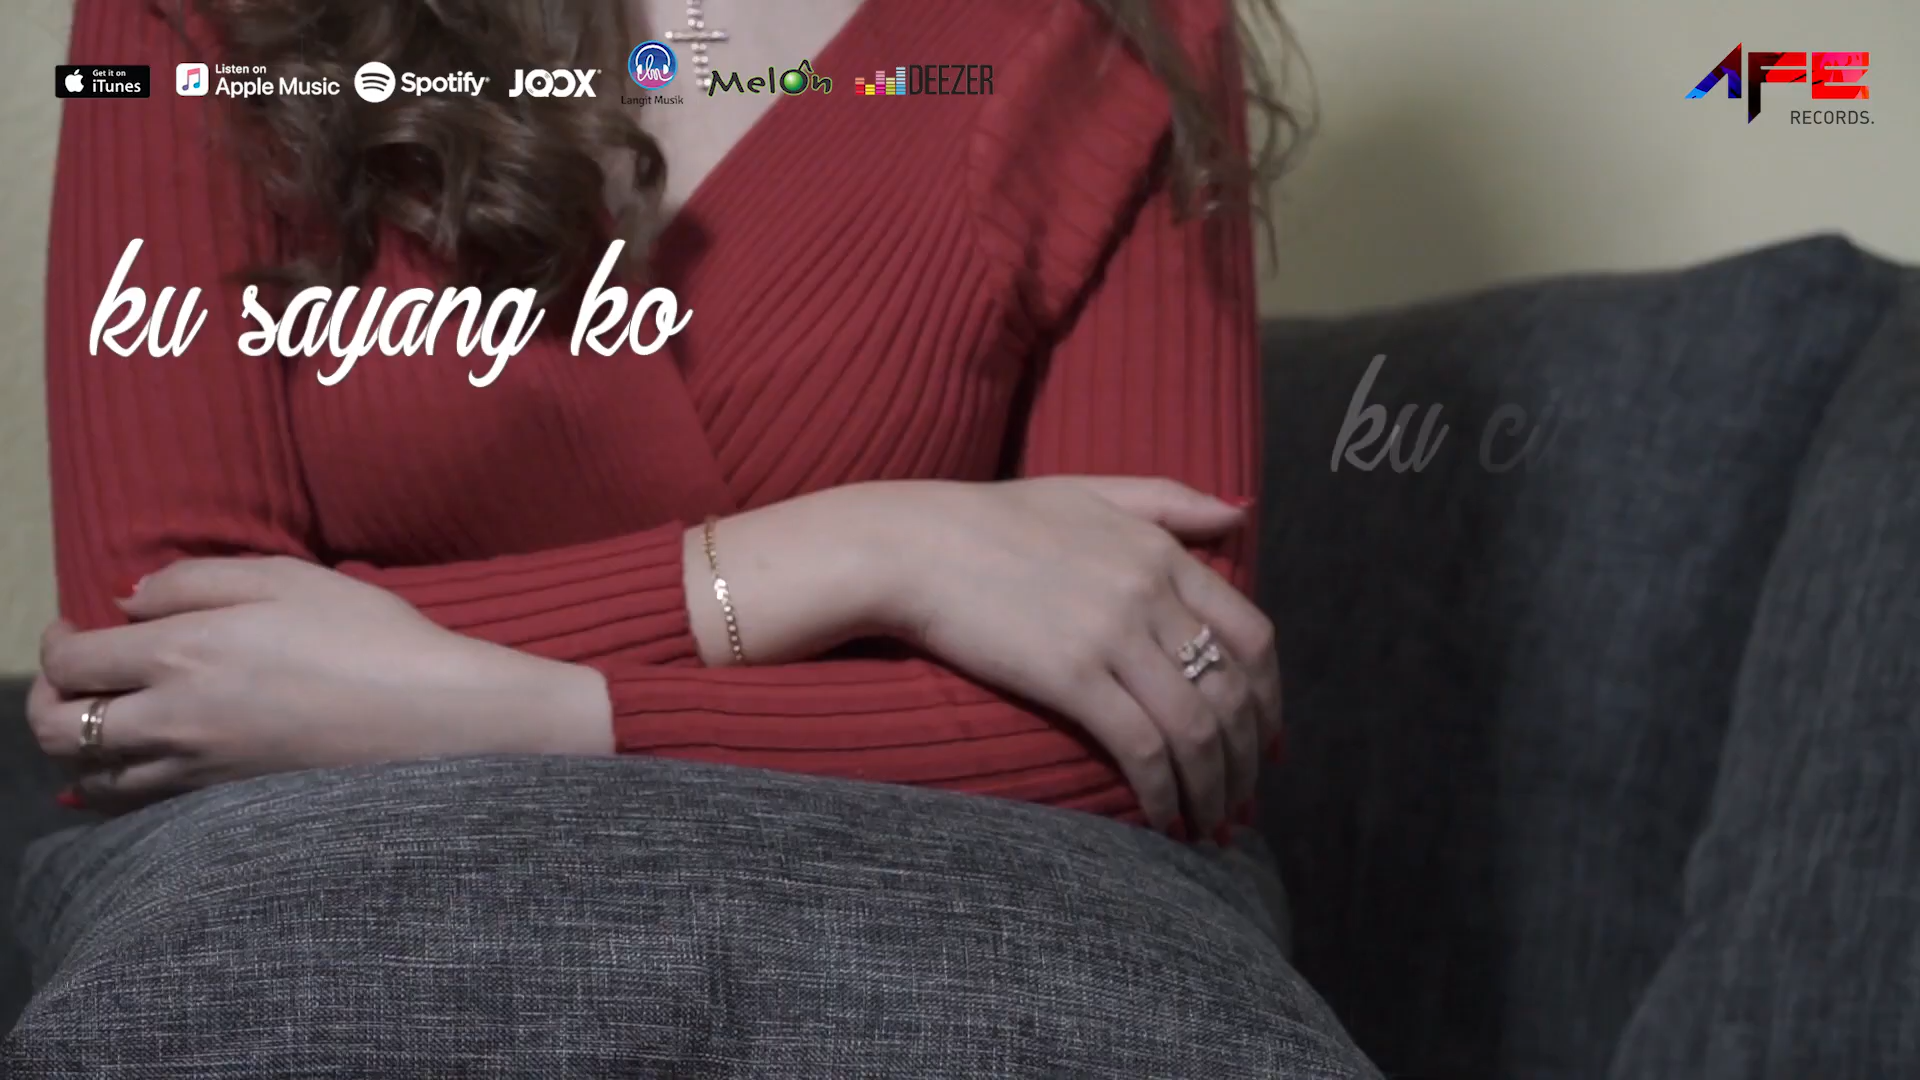 Get it on
iTunes
Listen on
Apple Music
Spotify
JOOX
Langit Musik
Melon
DEEZER
AFE
RECORDS.
ku sayang ko
ku